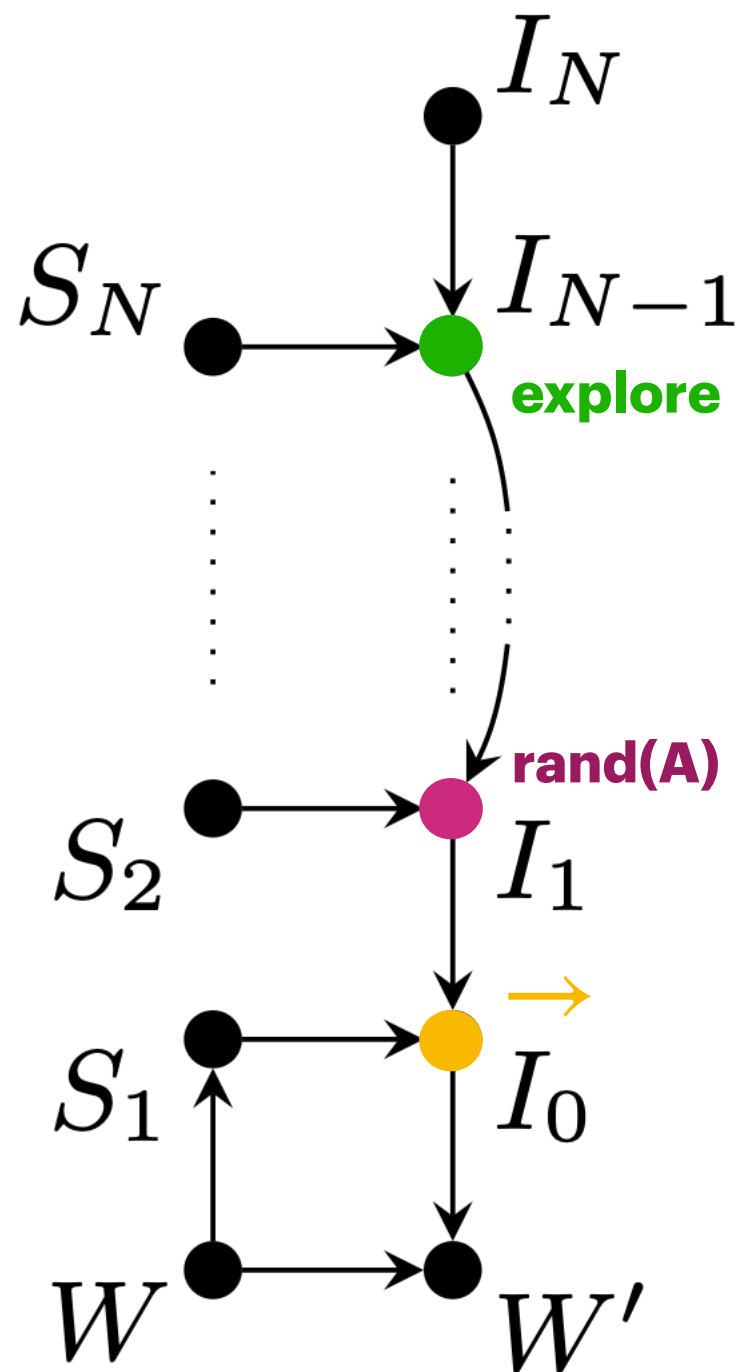 I_N
S_N
I_{N-1}
explore
rand(A)
S_2
I_1
→
S_1
I_0
W
W'